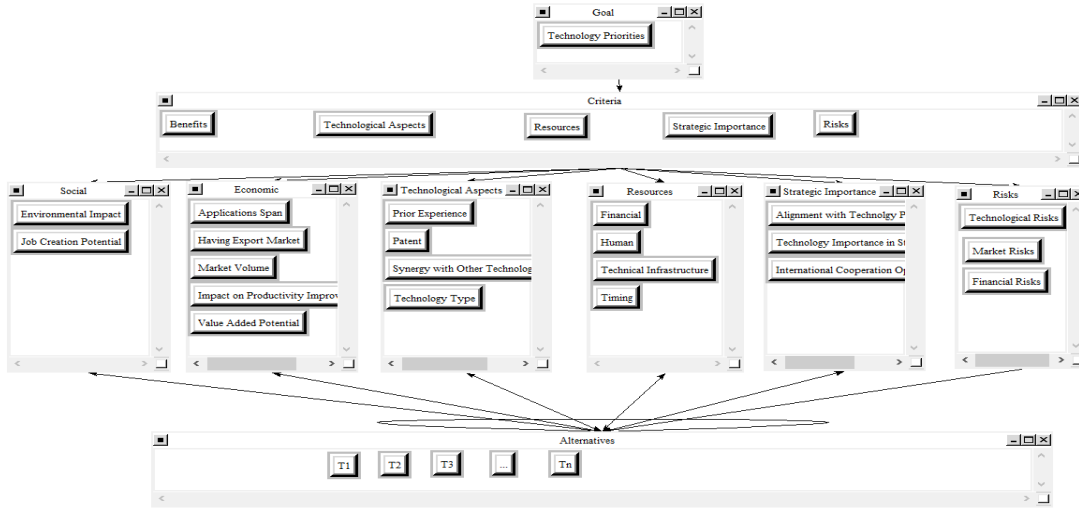 Goal
Technology Priorities
Criteria
Benefits
Technological Aspects
Resources
Strategic Importance
Risks
Social
Environmental Impact
Job Creation Potential
Economic
Applications Span
Having Export Market
Market Volume
Impact on Productivity Improv
Value Added Potential
Technological Aspects
Prior Experience
Patent
Synergy with Other Technolog
Technology Type
Resources
Financial
Human
Technical Infrastructure
Timing
Strategic Importance
Alignment with Technolgy P
Technology Importance in St
International Cooperation Op
Risks
Technological Risks
Market Risks
Financial Risks
Alternatives
T1
T2
T3
...
Tn